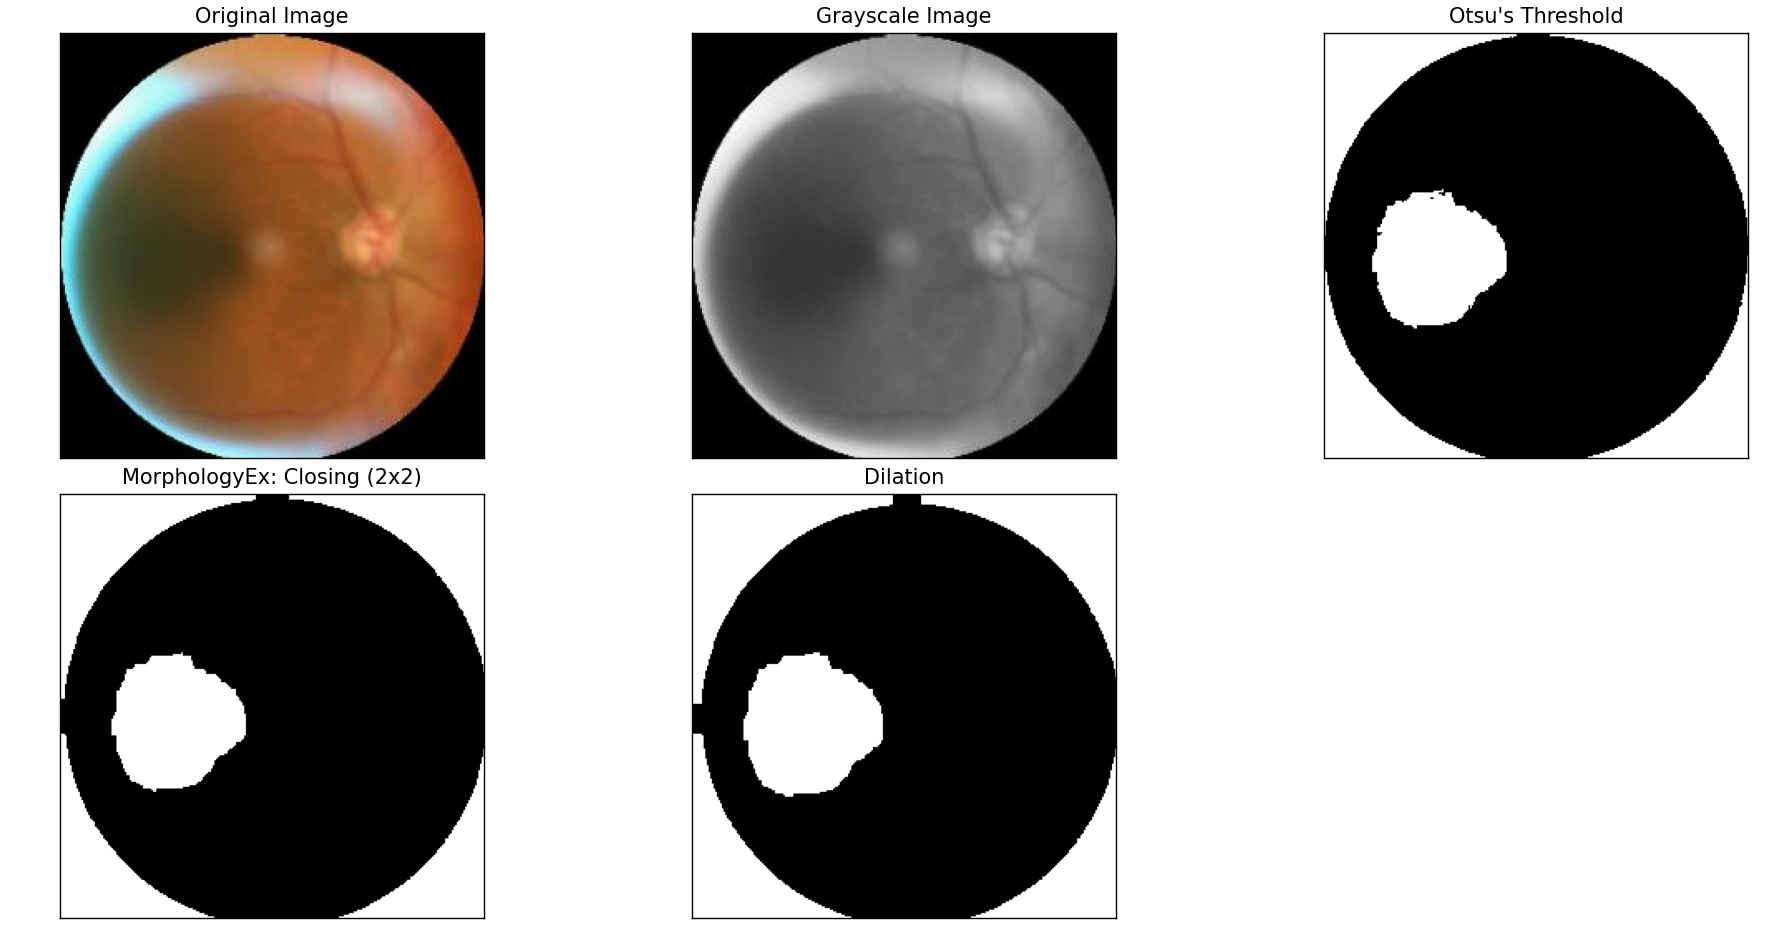 Original Image
Grayscale Image
Otsu's Threshold
MorphologyEx: Closing (2x2)
Dilation